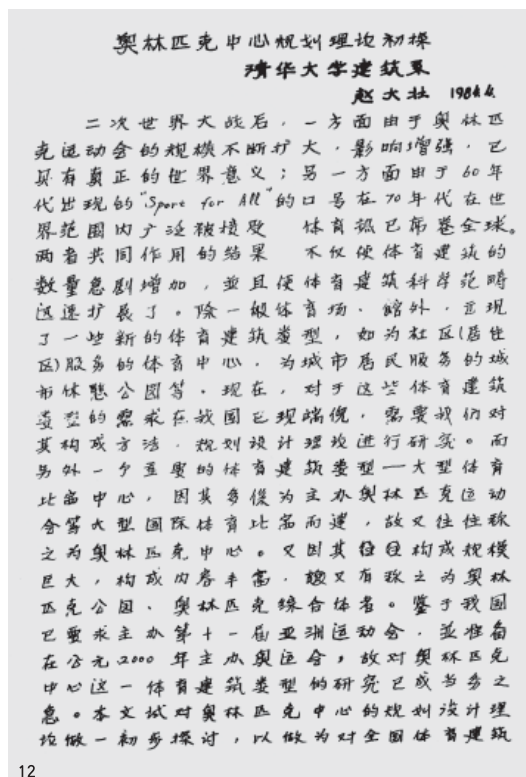 奥林匹克中心规划理论初探
清华大学建筑系
赵大壮 1984.4.
二次世界大战后，一方面由于奥林匹
克运动会的规模不断扩大，影响增强，已
具有真正的世界意义；另一方面由于60年
代出现的"Sport for All"的口号在70年代在世
界范围内广泛被接受 体育热已席卷全球。
两者共同作用的结果 不仅使体育建筑的
数量急剧增加，並且使体育建筑科学范畴
迅速扩展了。除一般体育场、馆外，出现
了一些新的体育建筑类型，如为社区(居住
区)服务的体育中心，为城市居民服务的城
市休憩公园等。现在，对于这些体育建筑
类型的需求在我国已现端倪，需要我们对
其构成方法、规划设计理论进行研究。而
另外一个重要的体育建筑类型一大型体育
比赛中心，因其多僅为主办奥林匹克运动
会等大型国际体育比赛而建，故又往往称
之为奥林匹克中心。又因其往往构成规模
巨大，构成内容丰富，故又有称之为奥林
匹克公园、奥林匹克综合体者。鉴于我国
已要求主办第十一届亚洲运动会，並准备
在公元2000年主办奥运会，故对奥林匹克
中心这一体育建筑类型的研究已成当务之
急。本文试对奥林匹克中心的规划设计理
论做一初步探讨，以做为对全国体育建筑
12